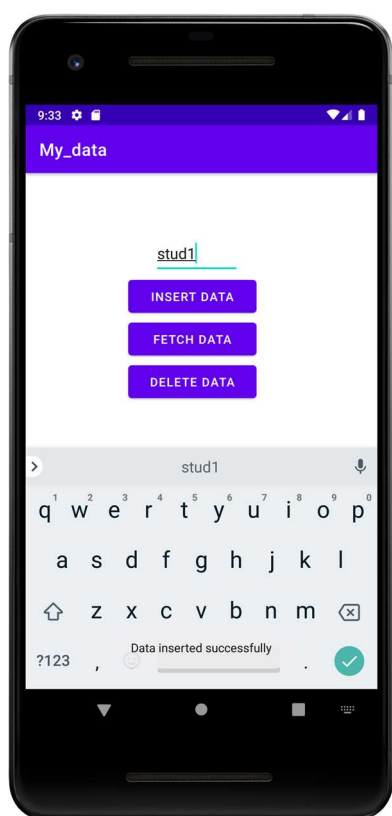 9:33
My_data
stud1
INSERT DATA
FETCH DATA
DELETE DATA
stud1
1 2 3 4 5 6 7 8 9 0
q w e r t y u i o p
a s d f g h j k l
z x c v b n m
?123 , .
Data inserted successfully